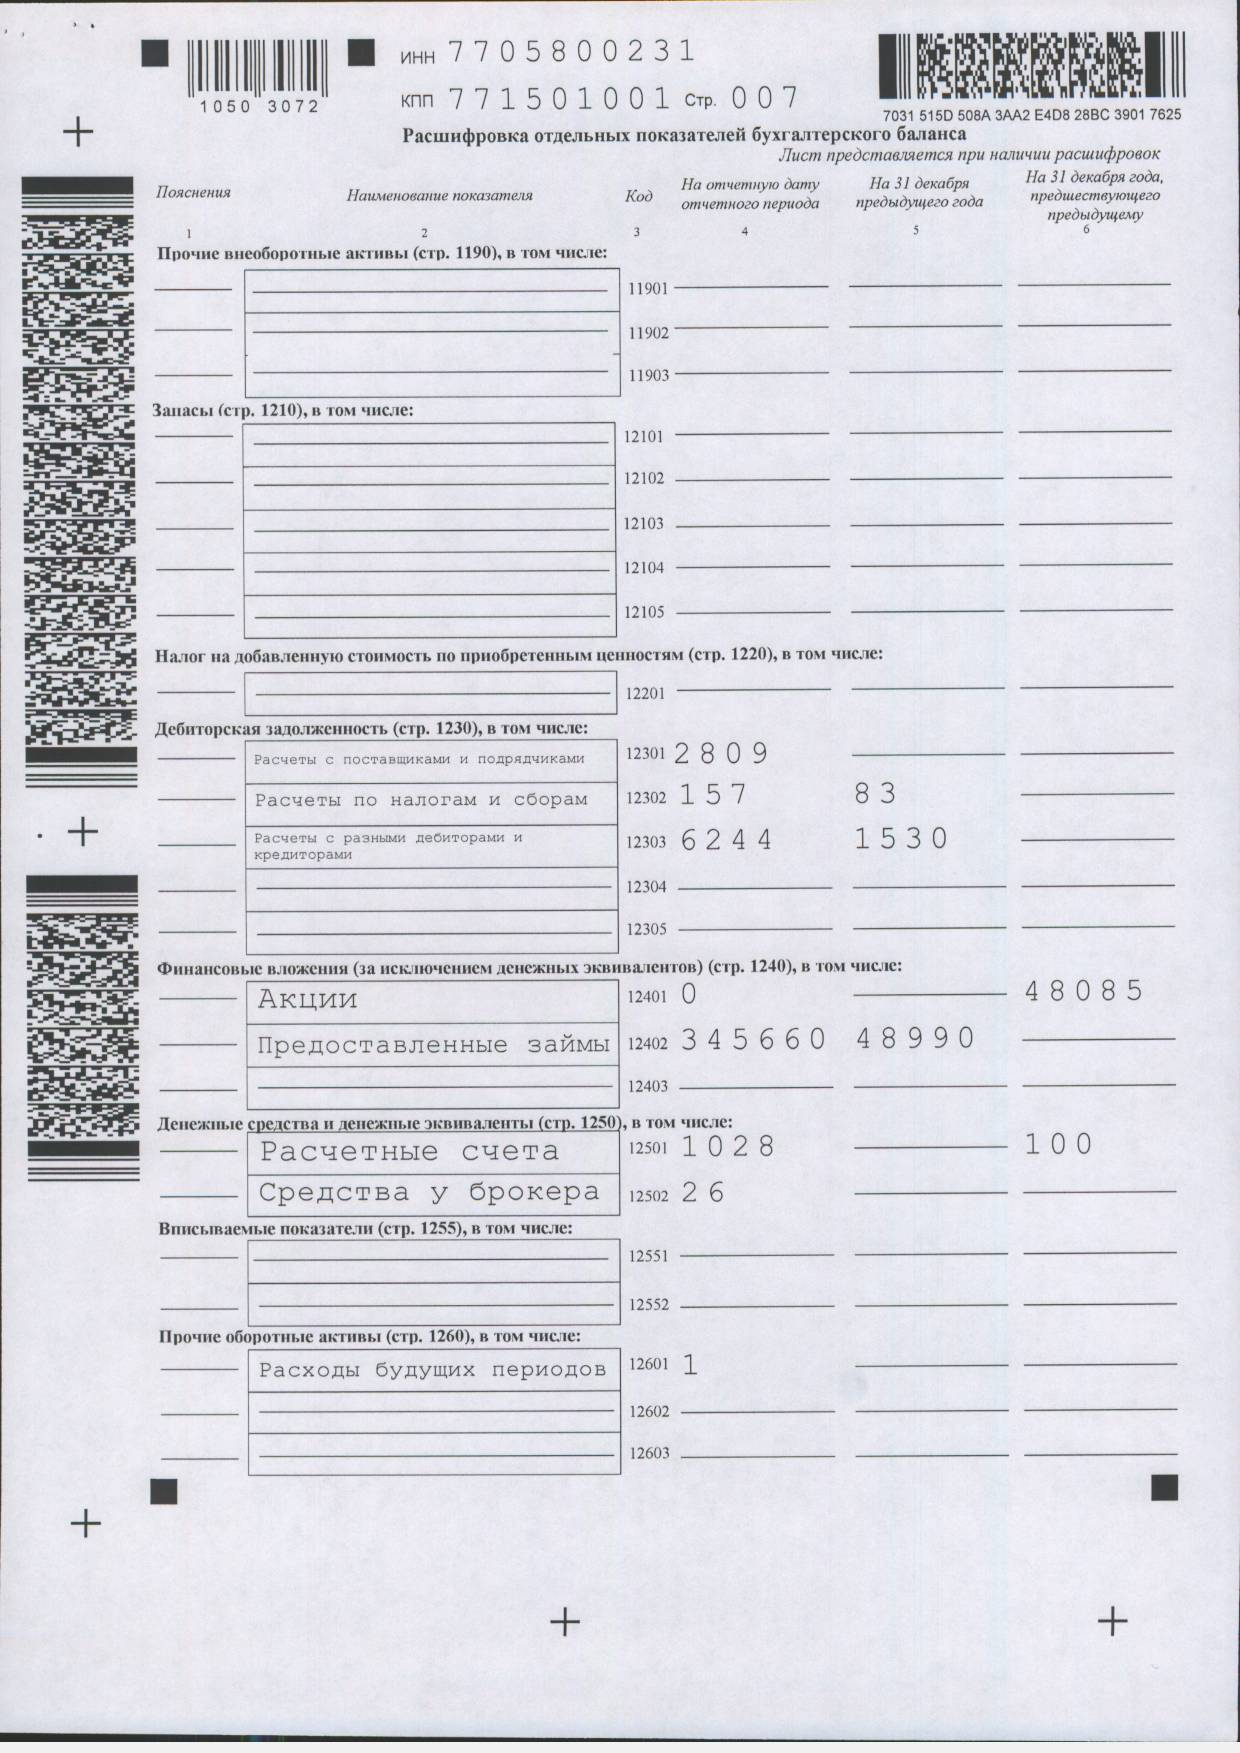 ИНН 7705800231
1050 3072
КПП 771501001 Стр. 007
7031 515D 508A 3AA2 E4D8 28BC 3901 7625
Расшифровка отдельных показателей бухгалтерского баланса
Лист представляется при наличии расшифровок
Пояснения Наименование показателя Код На отчетную дату отчетного периода На 31 декабря предыдущего года На 31 декабря года, предшествующего предыдущему
1 2 3 4 5 6
Прочие внеоборотные активы (стр. 1190), в том числе:
11901
11902
11903
Запасы (стр. 1210), в том числе:
12101
12102
12103
12104
12105
Налог на добавленную стоимость по приобретенным ценностям (стр. 1220), в том числе:
12201
Дебиторская задолженность (стр. 1230), в том числе:
Расчеты с поставщиками и подрядчиками 12301 2809
Расчеты по налогам и сборам 12302 157 83
Расчеты с разными дебиторами и кредиторами 12303 6244 1530
12304
12305
Финансовые вложения (за исключением денежных эквивалентов) (стр. 1240), в том числе:
Акции 12401 0 48085
Предоставленные займы 12402 345660 48990
12403
Денежные средства и денежные эквиваленты (стр. 1250), в том числе:
Расчетные счета 12501 1028 100
Средства у брокера 12502 26
Вписываемые показатели (стр. 1255), в том числе:
12551
12552
Прочие оборотные активы (стр. 1260), в том числе:
Расходы будущих периодов 12601 1
12602
12603